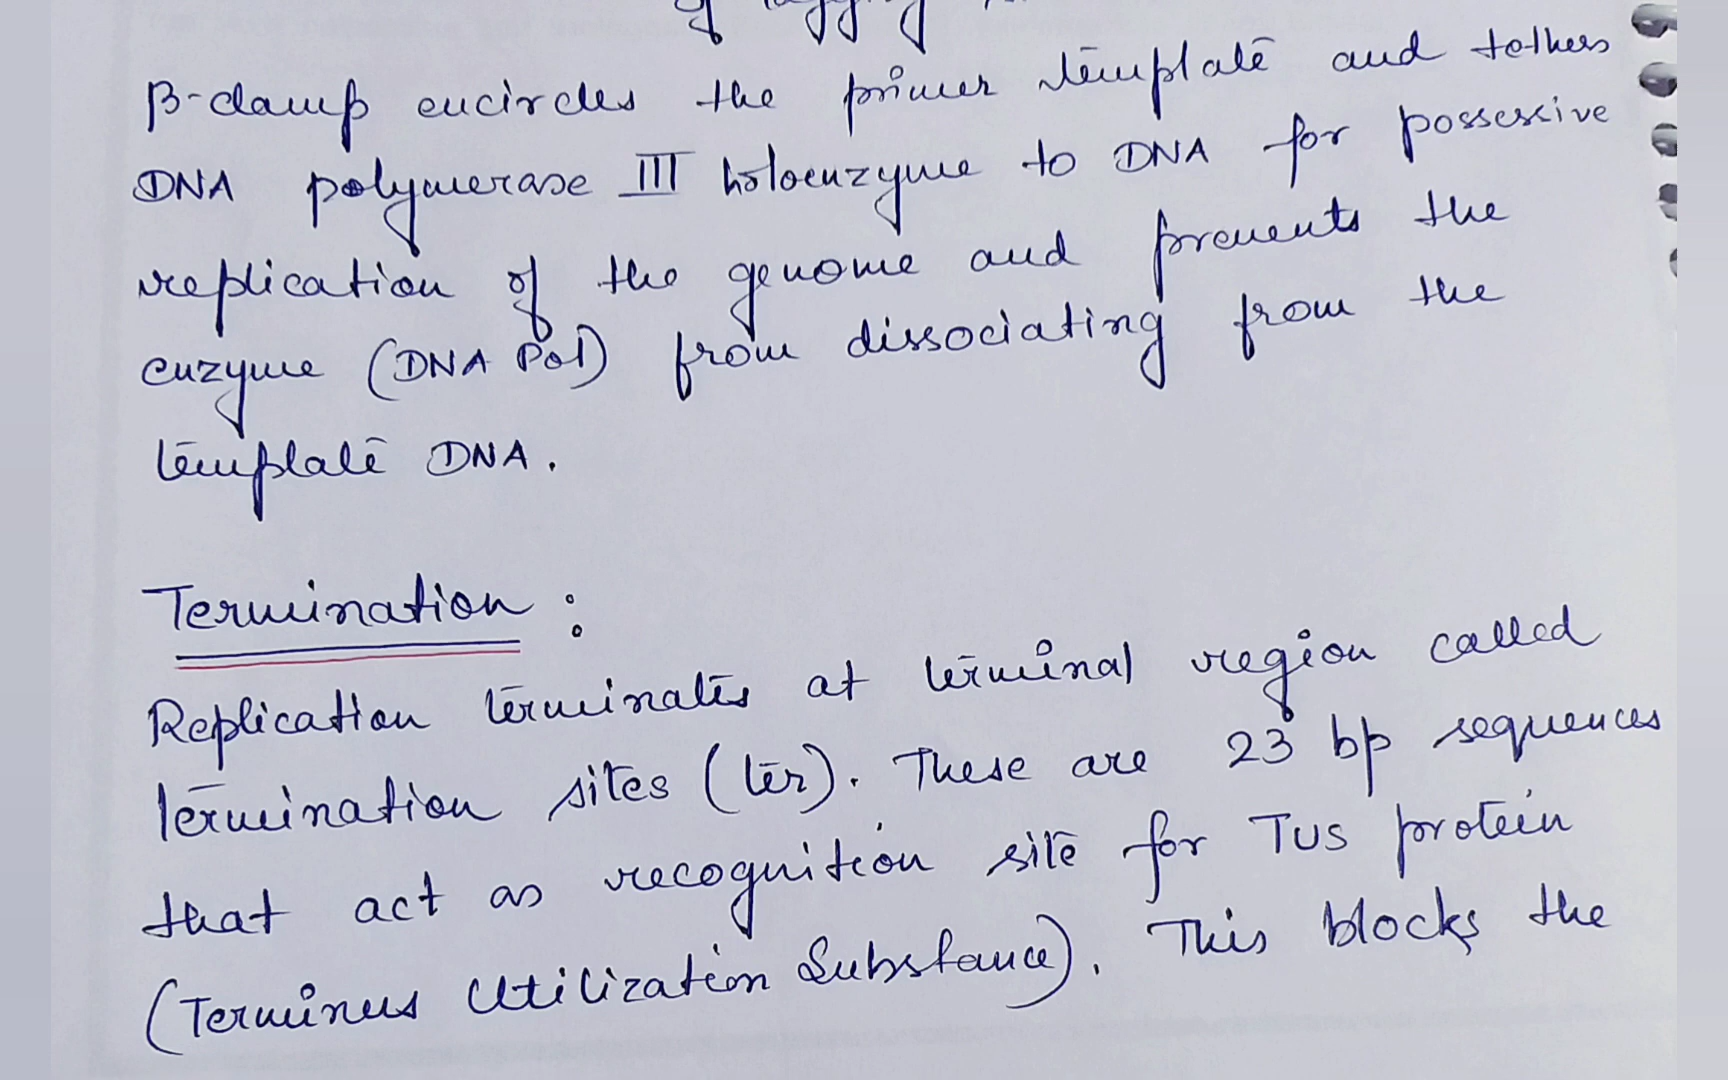 of lagging
β-clamp encircles the primer template and tethers
DNA polymerase III holoenzyme to DNA for possessive
replication of the genome and prevents the
enzyme (DNA Pol) from dissociating from the
template DNA.
Termination :
Replication terminates at terminal region called
termination sites (ter). These are 23 bp sequences
that act as recognition site for TUS protein
(Terminus Utilization Substance). This blocks the